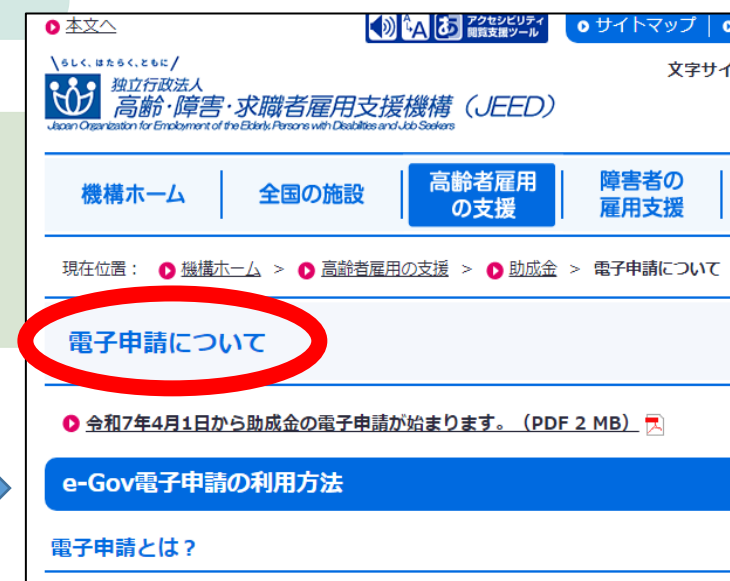 本文へ
A あ アクセシビリティ閲覧支援ツール サイトマップ
文字サイ
\らしく、はたらく、ともに/
独立行政法人
高齢・障害・求職者雇用支援機構（JEED）
Japan Organization for Employment of the Elderly, Persons with Disabilities and Job Seekers
機構ホーム 全国の施設 高齢者雇用の支援 障害者の雇用支援
現在位置： 機構ホーム > 高齢者雇用の支援 > 助成金 > 電子申請について
電子申請について
令和7年4月1日から助成金の電子申請が始まります。（PDF 2 MB）
e-Gov電子申請の利用方法
電子申請とは？